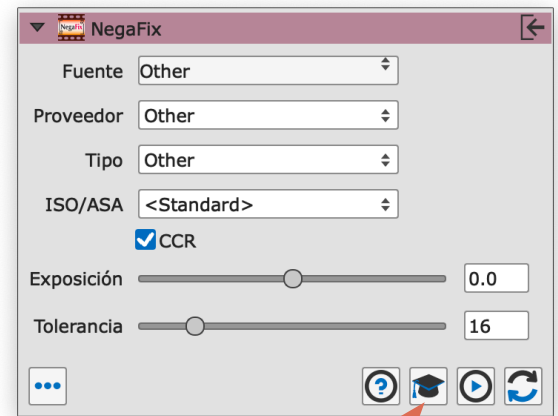 NegaFix NegaFix
Fuente Other
Proveedor Other
Tipo Other
ISO/ASA <Standard>
CCR
Exposición 0.0
Tolerancia 16
?